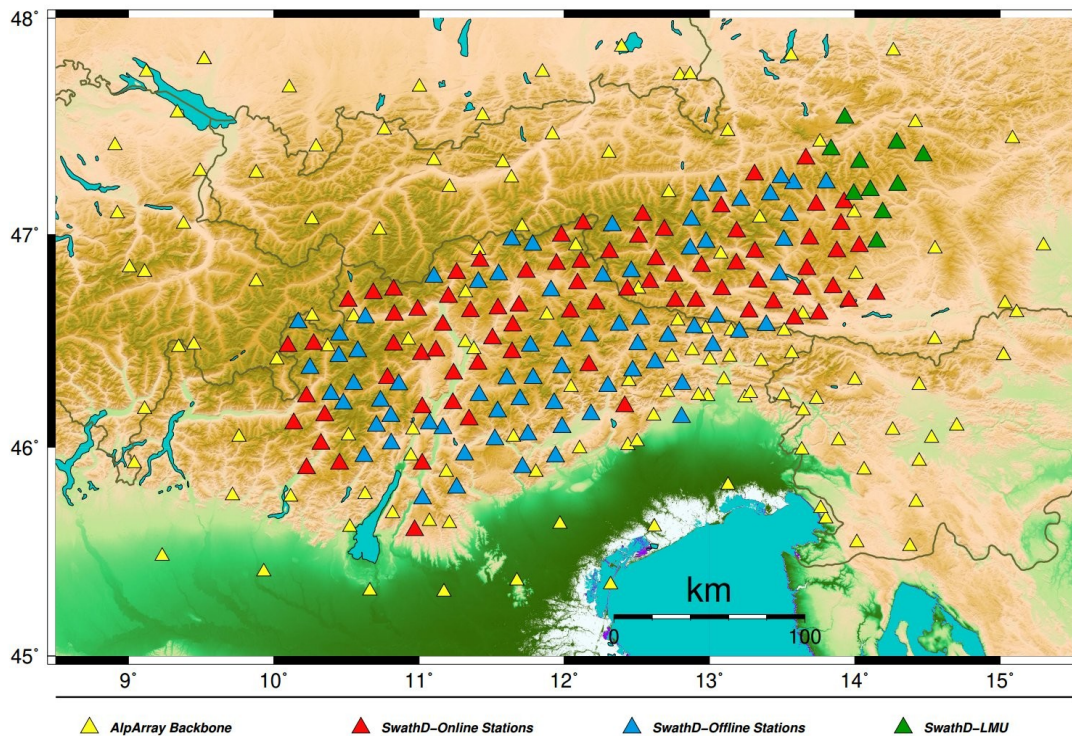 48˚
47˚
46˚
45˚
km
0 100
9˚ 10˚ 11˚ 12˚ 13˚ 14˚ 15˚
AlpArray Backbone SwathD−Online Stations SwathD−Offline Stations SwathD−LMU